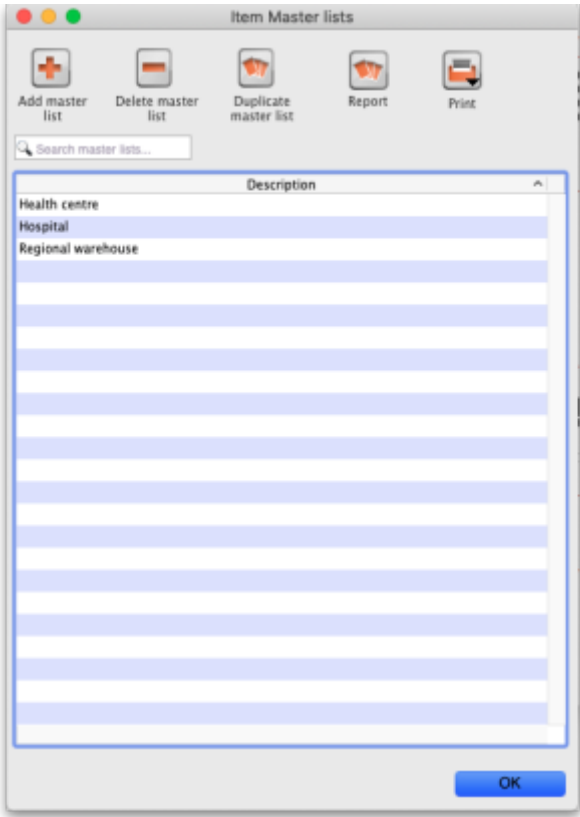 Item Master lists
Add master
list
Delete master
list
Duplicate
master list
Report
Print
Search master lists...
Description
Health centre
Hospital
Regional warehouse
OK